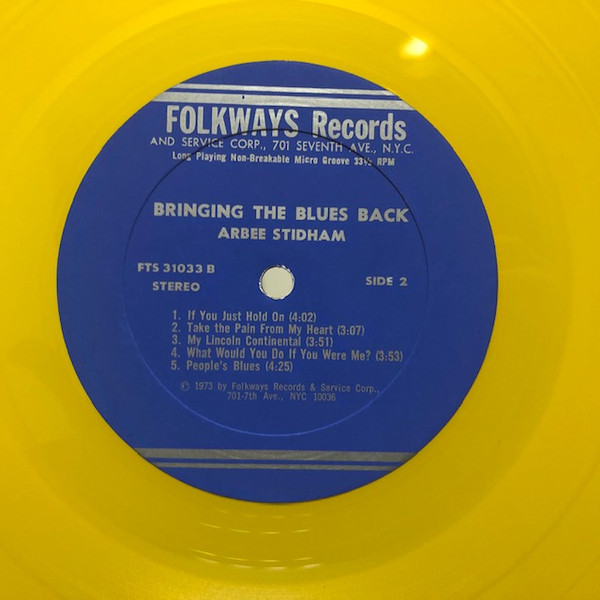 FOLKWAYS Records
AND SERVICE CORP., 701 SEVENTH AVE., N.Y.C.
Long Playing Non-Breakable Micro Groove 33⅓ RPM
BRINGING THE BLUES BACK
ARBEE STIDHAM
FTS 31033 B
STEREO
SIDE 2
1. If You Just Hold On (4:02)
2. Take the Pain From My Heart (3:07)
3. My Lincoln Continental (3:51)
4. What Would You Do If You Were Me? (3:53)
5. People's Blues (4:25)
℗ 1973 by Folkways Records & Service Corp.,
701-7th Ave., NYC 10036